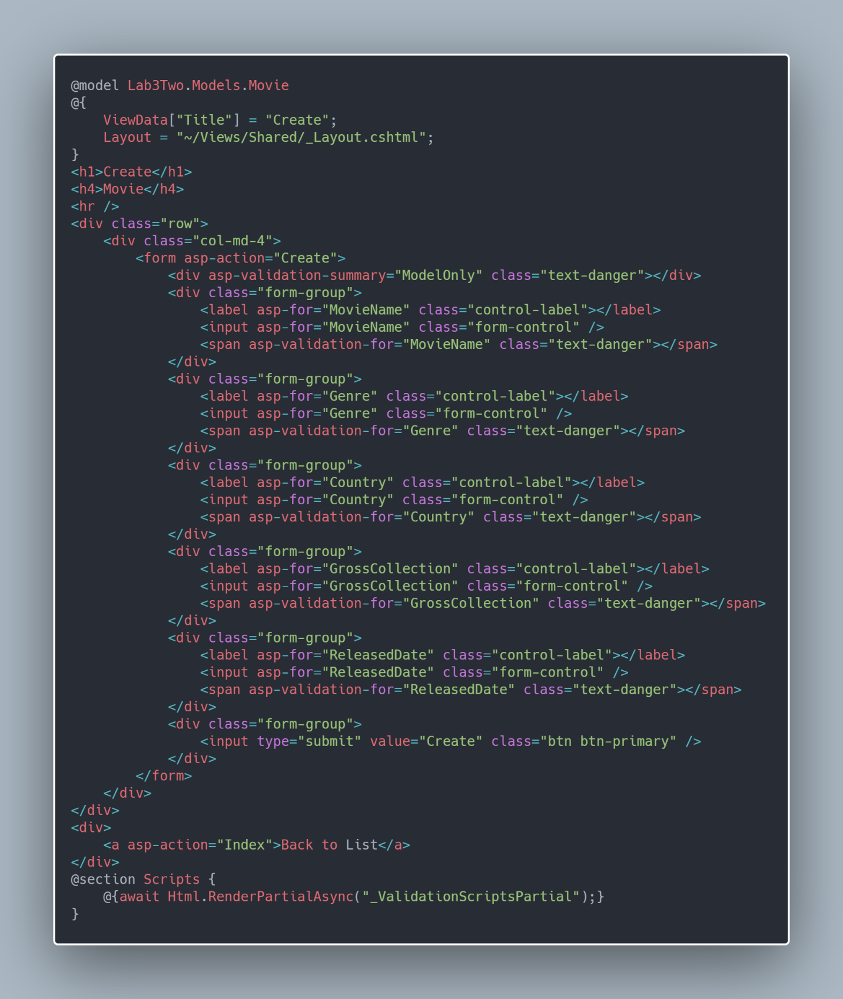 @model Lab3Two.Models.Movie
@{
    ViewData["Title"] = "Create";
    Layout = "~/Views/Shared/_Layout.cshtml";
}
<h1>Create</h1>
<h4>Movie</h4>
<hr />
<div class="row">
    <div class="col-md-4">
        <form asp-action="Create">
            <div asp-validation-summary="ModelOnly" class="text-danger"></div>
            <div class="form-group">
                <label asp-for="MovieName" class="control-label"></label>
                <input asp-for="MovieName" class="form-control" />
                <span asp-validation-for="MovieName" class="text-danger"></span>
            </div>
            <div class="form-group">
                <label asp-for="Genre" class="control-label"></label>
                <input asp-for="Genre" class="form-control" />
                <span asp-validation-for="Genre" class="text-danger"></span>
            </div>
            <div class="form-group">
                <label asp-for="Country" class="control-label"></label>
                <input asp-for="Country" class="form-control" />
                <span asp-validation-for="Country" class="text-danger"></span>
            </div>
            <div class="form-group">
                <label asp-for="GrossCollection" class="control-label"></label>
                <input asp-for="GrossCollection" class="form-control" />
                <span asp-validation-for="GrossCollection" class="text-danger"></span>
            </div>
            <div class="form-group">
                <label asp-for="ReleasedDate" class="control-label"></label>
                <input asp-for="ReleasedDate" class="form-control" />
                <span asp-validation-for="ReleasedDate" class="text-danger"></span>
            </div>
            <div class="form-group">
                <input type="submit" value="Create" class="btn btn-primary" />
            </div>
        </form>
    </div>
</div>
<div>
    <a asp-action="Index">Back to List</a>
</div>
@section Scripts {
    @{await Html.RenderPartialAsync("_ValidationScriptsPartial");}
}